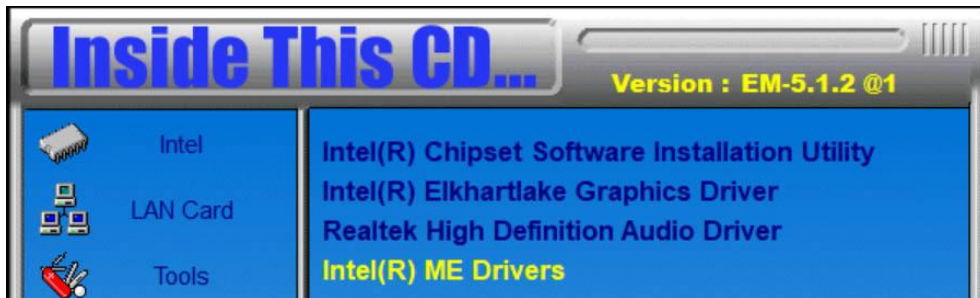 Inside This CD...
Version : EM-5.1.2 @1
Intel
LAN Card
Tools
Intel(R) Chipset Software Installation Utility
Intel(R) Elkhartlake Graphics Driver
Realtek High Definition Audio Driver
Intel(R) ME Drivers